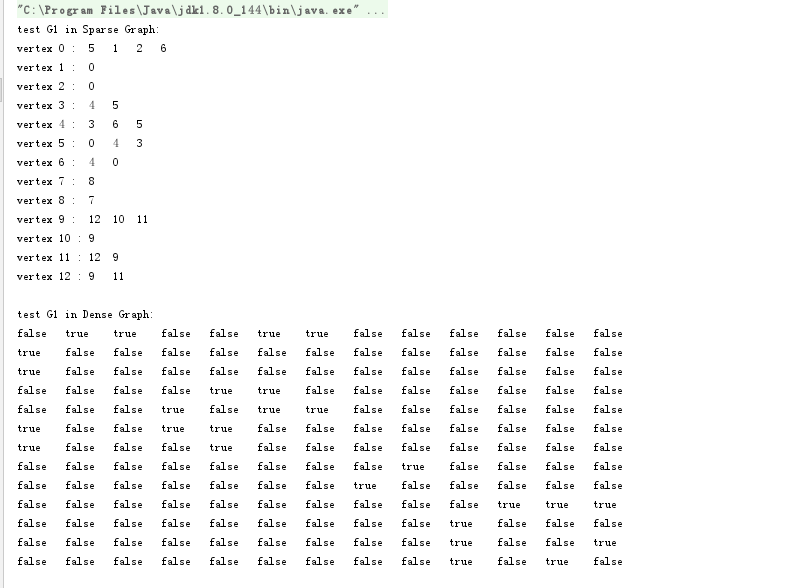 "C:\Program Files\Java\jdk1.8.0_144\bin\java.exe" ...
test G1 in Sparse Graph:
vertex 0 : 5 1 2 6
vertex 1 : 0
vertex 2 : 0
vertex 3 : 4 5
vertex 4 : 3 6 5
vertex 5 : 0 4 3
vertex 6 : 4 0
vertex 7 : 8
vertex 8 : 7
vertex 9 : 12 10 11
vertex 10 : 9
vertex 11 : 12 9
vertex 12 : 9 11
test G1 in Dense Graph:
false true true false false true true false false false false false false
true false false false false false false false false false false false false
true false false false false false false false false false false false false
false false false false true true false false false false false false false
false false false true false true true false false false false false false
true false false true true false false false false false false false false
true false false false true false false false false false false false false
false false false false false false false false true false false false false
false false false false false false false true false false false false false
false false false false false false false false false false true true true
false false false false false false false false false true false false false
false false false false false false false false false true false false true
false false false false false false false false false true false true false